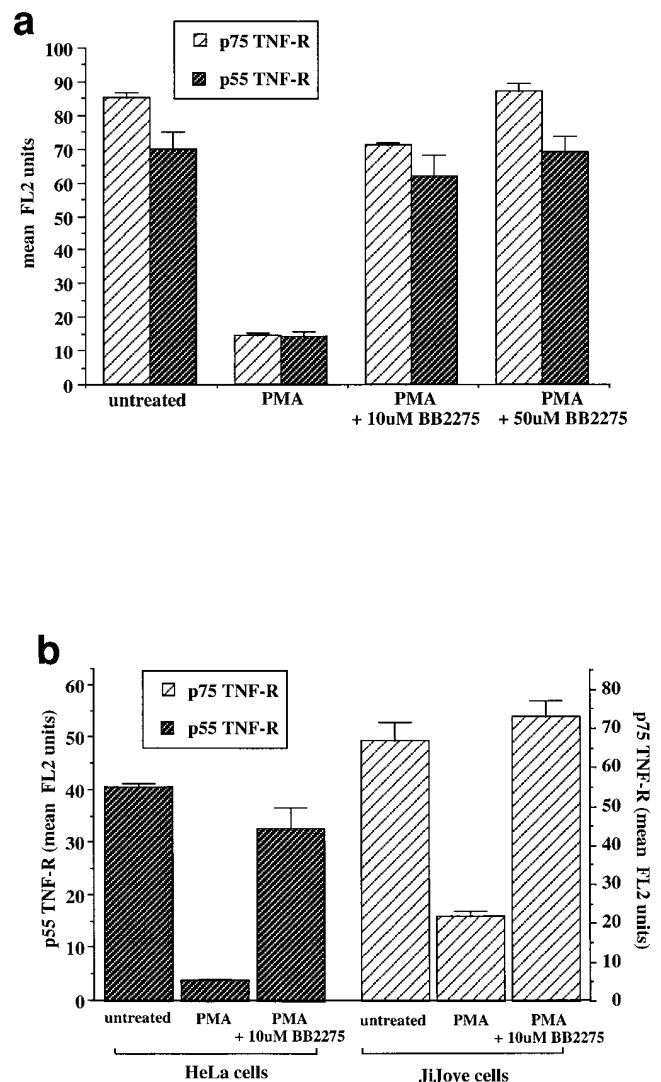 a
p75 TNF-R
p55 TNF-R
mean FL2 units
100
90
80
70
60
50
40
30
20
10
0
untreated
PMA
PMA
+ 10uM BB2275
PMA
+ 50uM BB2275
b
p75 TNF-R
p55 TNF-R
p55 TNF-R (mean FL2 units)
60
50
40
30
20
10
0
p75 TNF-R (mean FL2 units)
80
70
60
50
40
30
20
10
0
untreated
PMA
PMA
+ 10uM BB2275
untreated
PMA
PMA
+ 10uM BB2275
HeLa cells
JiJoye cells